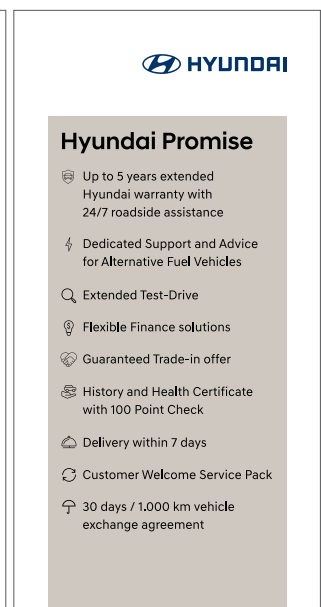 HYUNDAI
Hyundai Promise
Up to 5 years extended
Hyundai warranty with
24/7 roadside assistance
Dedicated Support and Advice
for Alternative Fuel Vehicles
Extended Test-Drive
Flexible Finance solutions
Guaranteed Trade-in offer
History and Health Certificate
with 100 Point Check
Delivery within 7 days
Customer Welcome Service Pack
30 days / 1.000 km vehicle
exchange agreement